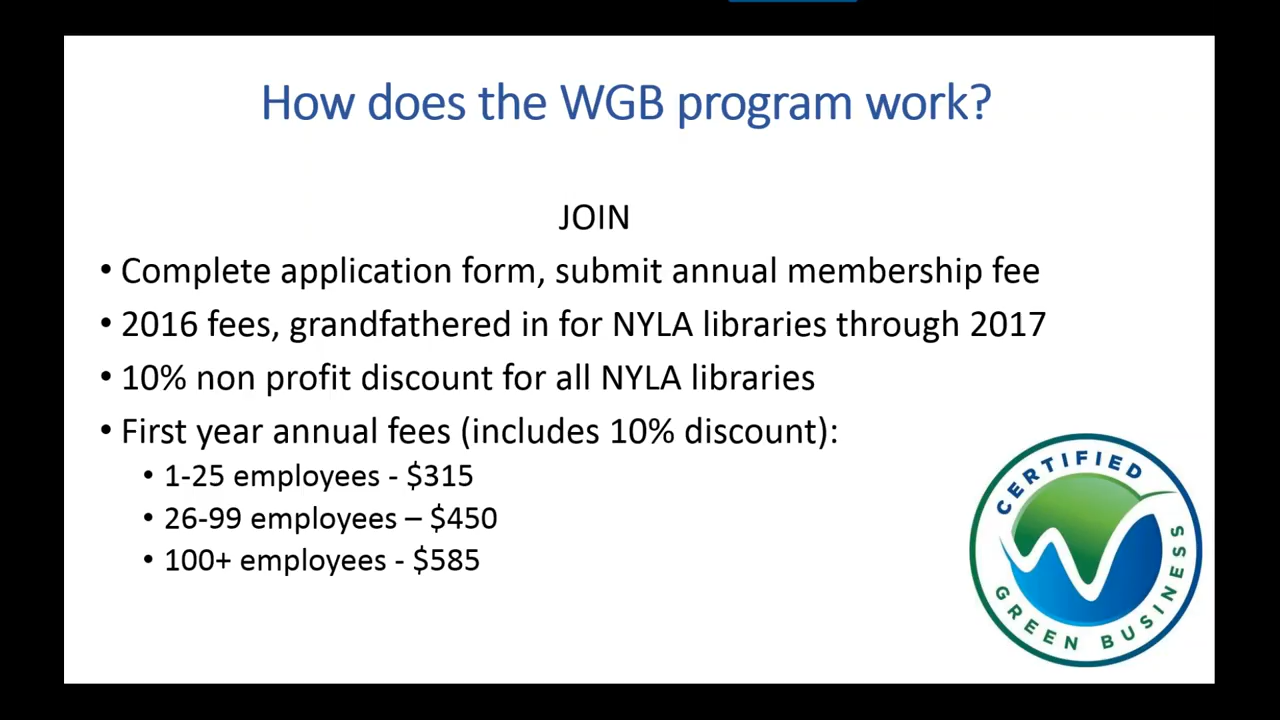 How does the WGB program work?
JOIN
• Complete application form, submit annual membership fee
• 2016 fees, grandfathered in for NYLA libraries through 2017
• 10% non profit discount for all NYLA libraries
• First year annual fees (includes 10% discount):
• 1-25 employees - $315
• 26-99 employees – $450
• 100+ employees - $585
CERTIFIED
GREEN BUSINESS